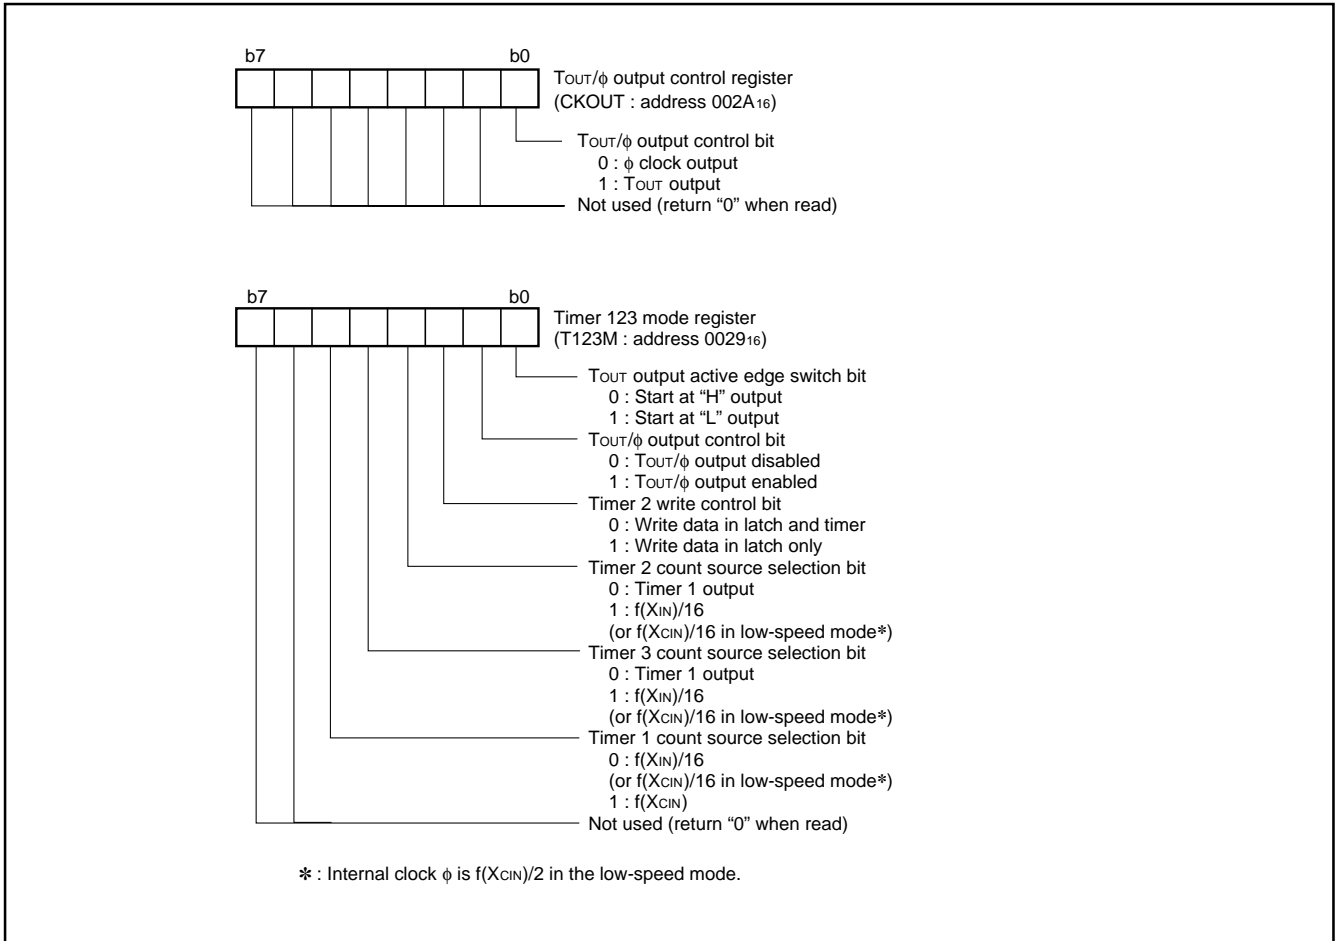 b7 b0
TOUT/ϕ output control register
(CKOUT : address 002A16)
TOUT/ϕ output control bit
0 : ϕ clock output
1 : TOUT output
Not used (return “0” when read)
b7 b0
Timer 123 mode register
(T123M : address 002916)
TOUT output active edge switch bit
0 : Start at “H” output
1 : Start at “L” output
TOUT/ϕ output control bit
0 : TOUT/ϕ output disabled
1 : TOUT/ϕ output enabled
Timer 2 write control bit
0 : Write data in latch and timer
1 : Write data in latch only
Timer 2 count source selection bit
0 : Timer 1 output
1 : f(XIN)/16
(or f(XCIN)/16 in low-speed mode✻)
Timer 3 count source selection bit
0 : Timer 1 output
1 : f(XIN)/16
(or f(XCIN)/16 in low-speed mode✻)
Timer 1 count source selection bit
0 : f(XIN)/16
(or f(XCIN)/16 in low-speed mode✻)
1 : f(XCIN)
Not used (return “0” when read)
✻ : Internal clock ϕ is f(XCIN)/2 in the low-speed mode.